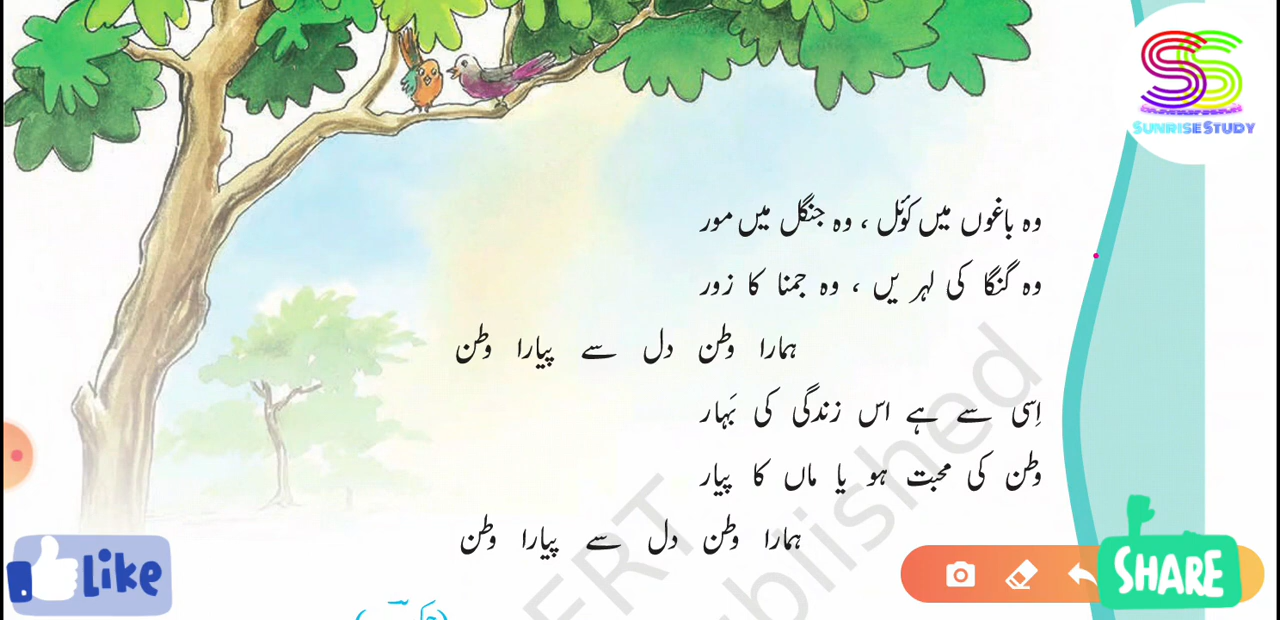 SS
SUNRISESTUDY
وہ باغوں میں کوئل ، وہ جنگل میں مور
وہ گنگا کی لہریں ، وہ جمنا کا زور
ہمارا وطن دل سے پیارا وطن
اِسی سے ہے اس زندگی کی بَہار
وطن کی محبت ہو یا ماں کا پیار
ہمارا وطن دل سے پیارا وطن
Like
SHARE